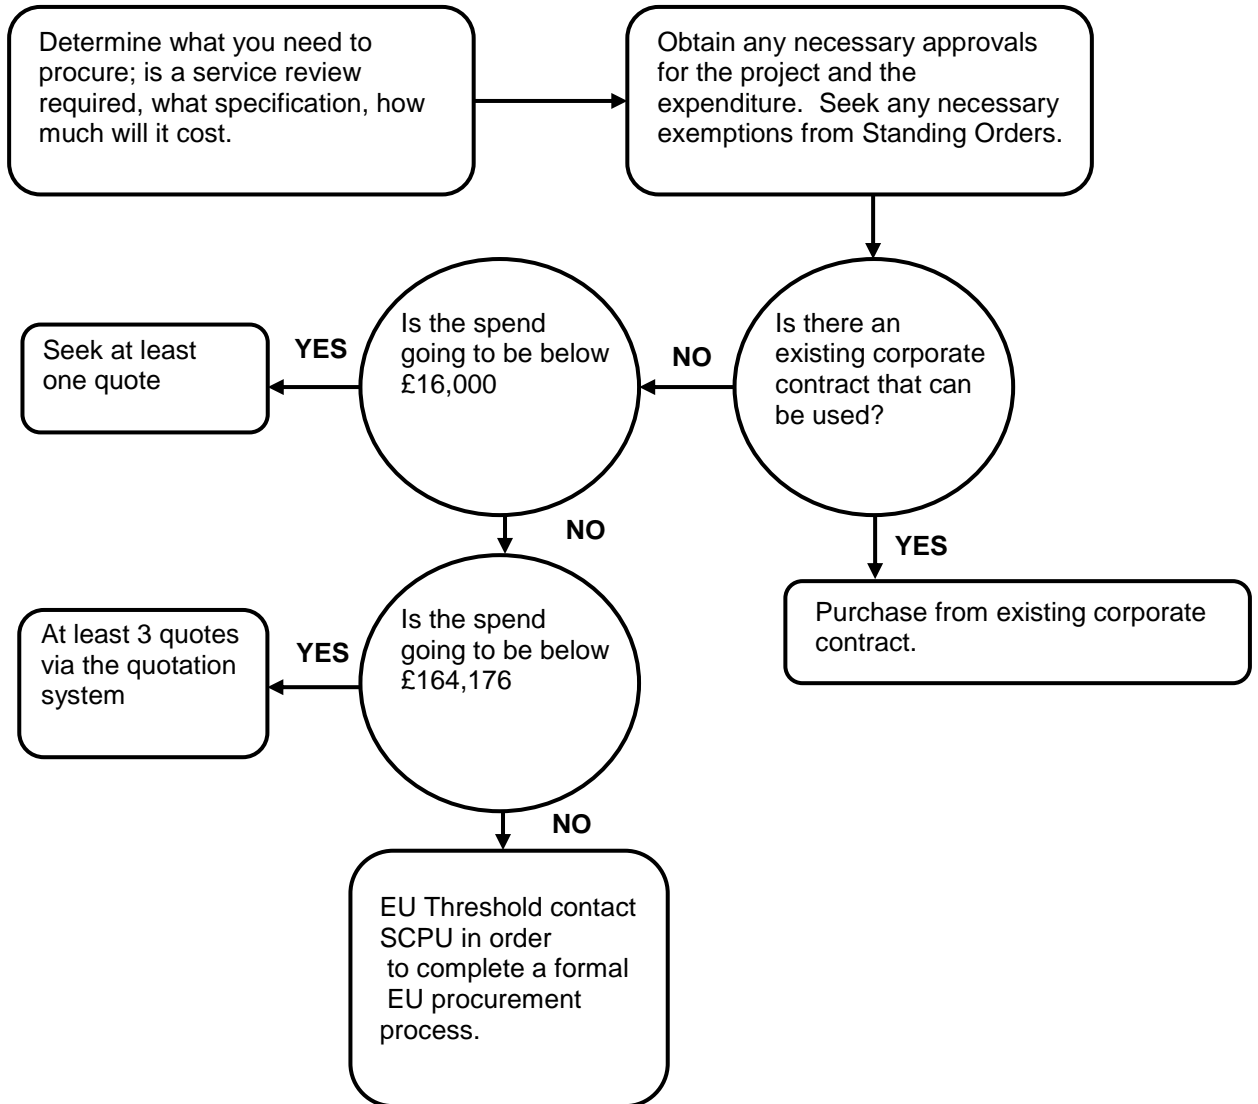 Determine what you need to
procure; is a service review
required, what specification, how
much will it cost.
Obtain any necessary approvals
for the project and the
expenditure.  Seek any necessary
exemptions from Standing Orders.
Is there an
existing corporate
contract that can
be used?
NO
YES
Purchase from existing corporate
contract.
Is the spend
going to be below
£16,000
YES
Seek at least
one quote
NO
Is the spend
going to be below
£164,176
YES
At least 3 quotes
via the quotation
system
NO
EU Threshold contact
SCPU in order
to complete a formal
EU procurement
process.